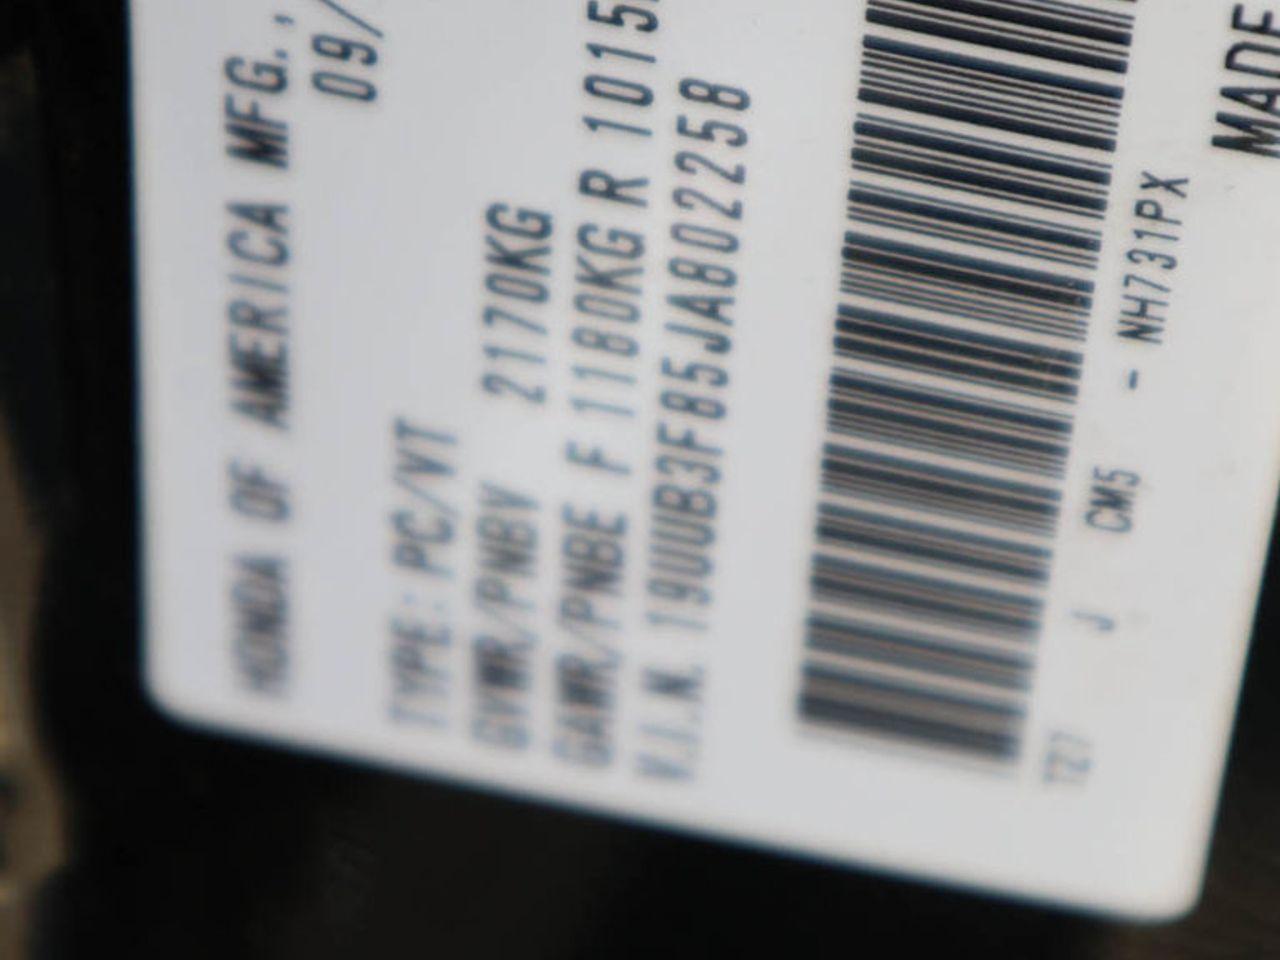 HONDA OF AMERICA MFG.,
09/
TYPE: PC/VT
GVWR/PNBV 2170KG
GAWR/PNBE F 1180KG R 1015
V.I.N. 19UUB3F85JA802258
TZ7 J CM5 - NH731PX
MADE